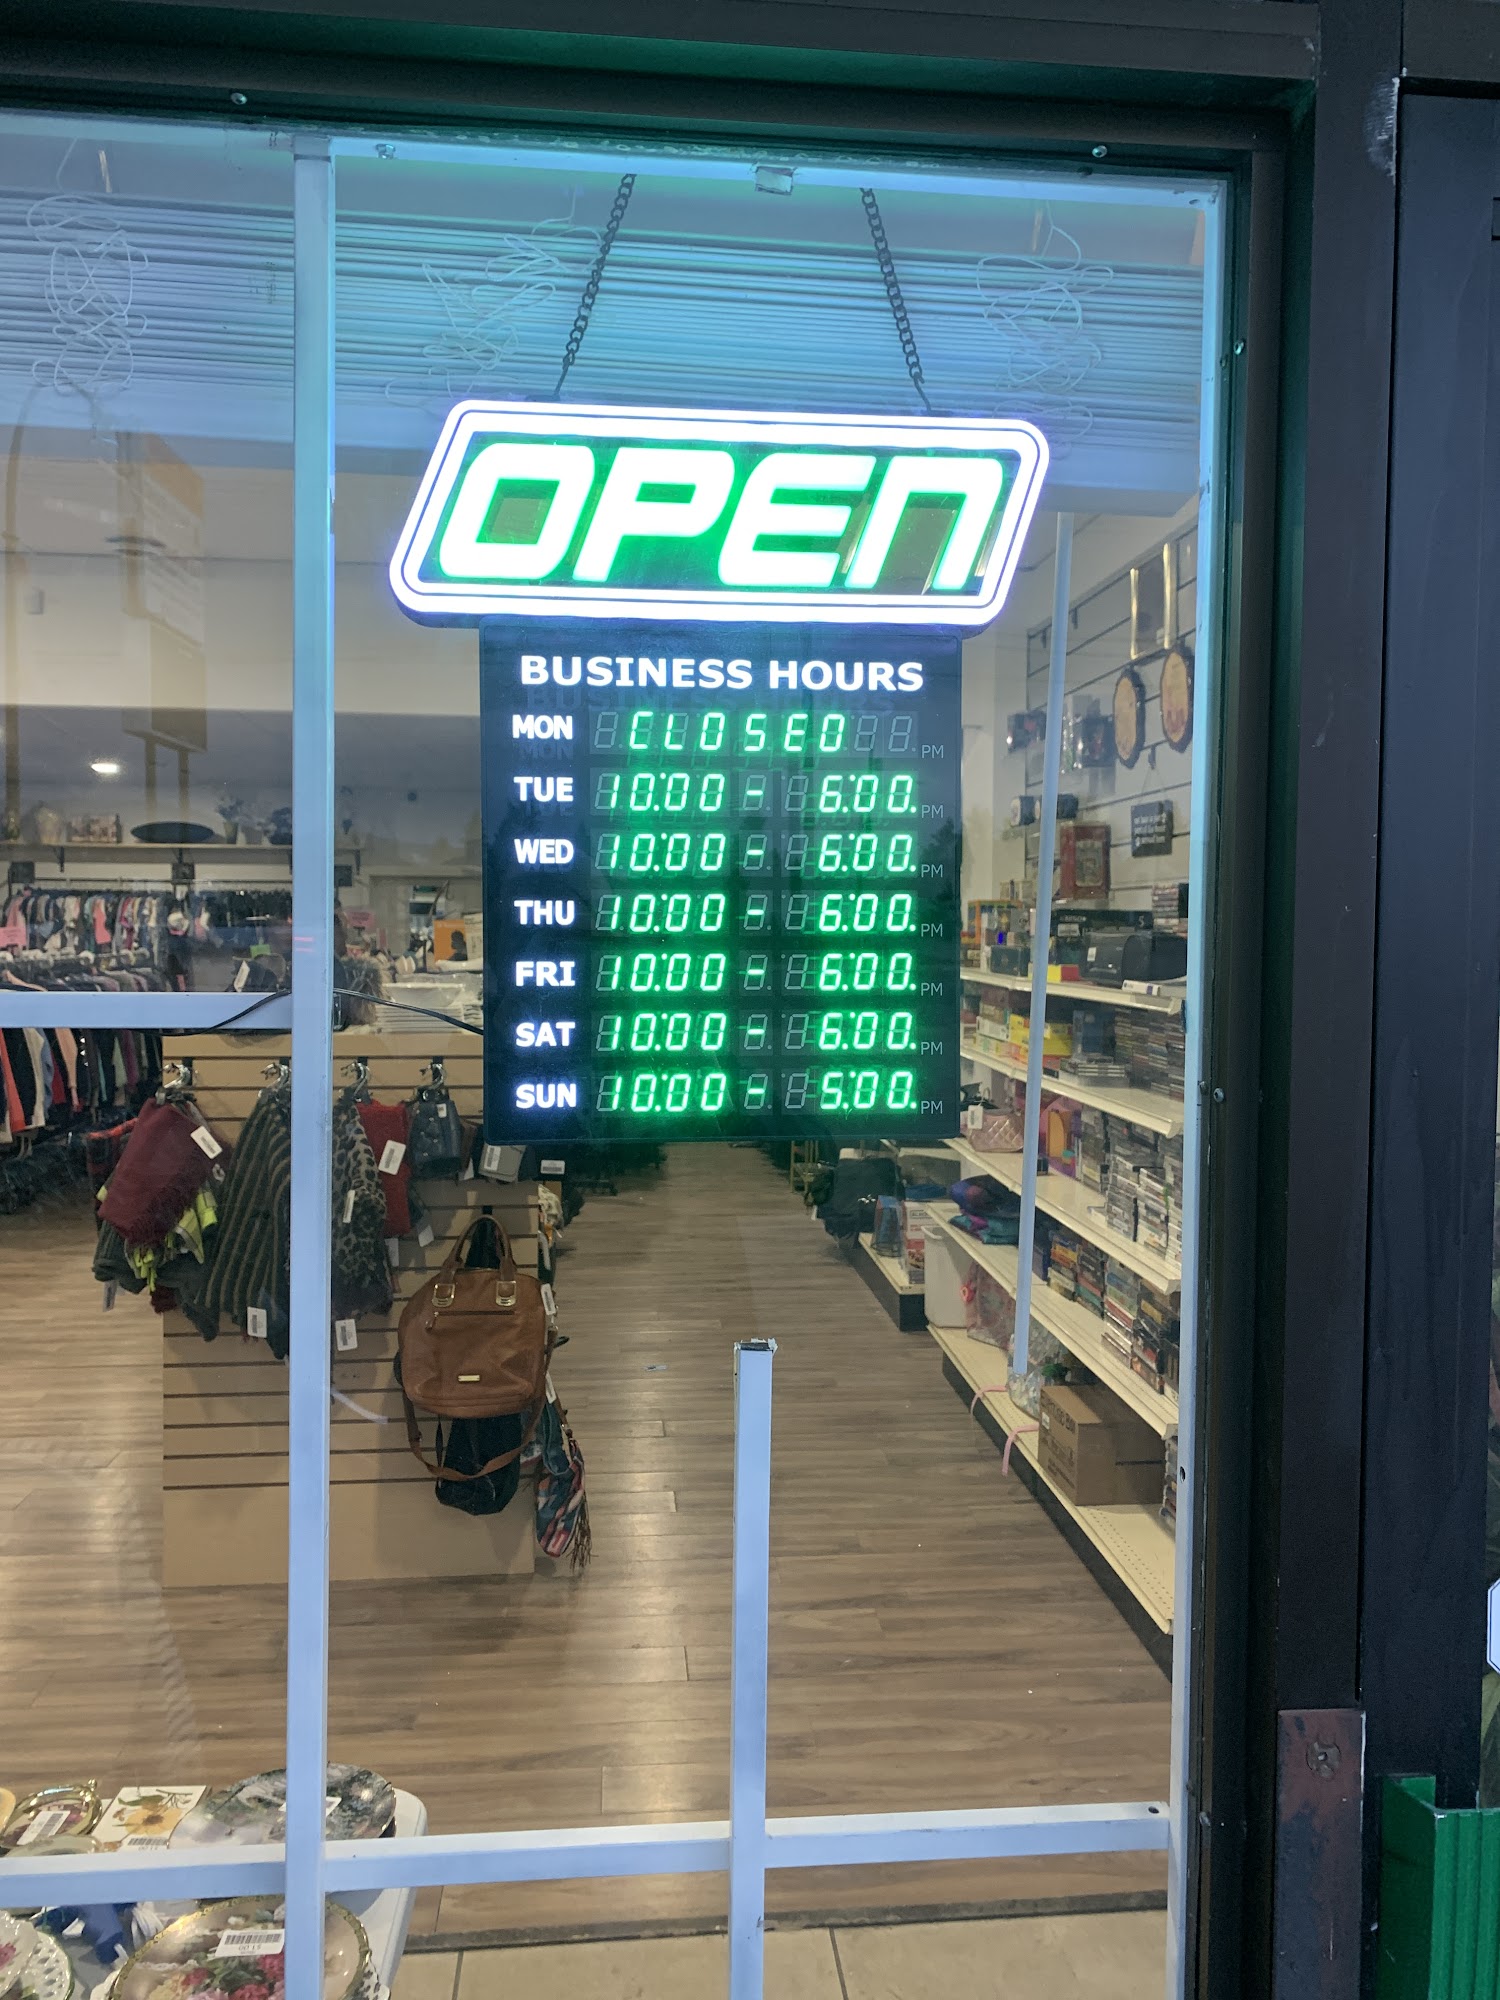 OPEN
BUSINESS HOURS
MON CLOSED PM
TUE 10:00 - 6:00 PM
WED 10:00 - 6:00 PM
THU 10:00 - 6:00 PM
FRI 10:00 - 6:00 PM
SAT 10:00 - 6:00 PM
SUN 10:00 - 5:00 PM